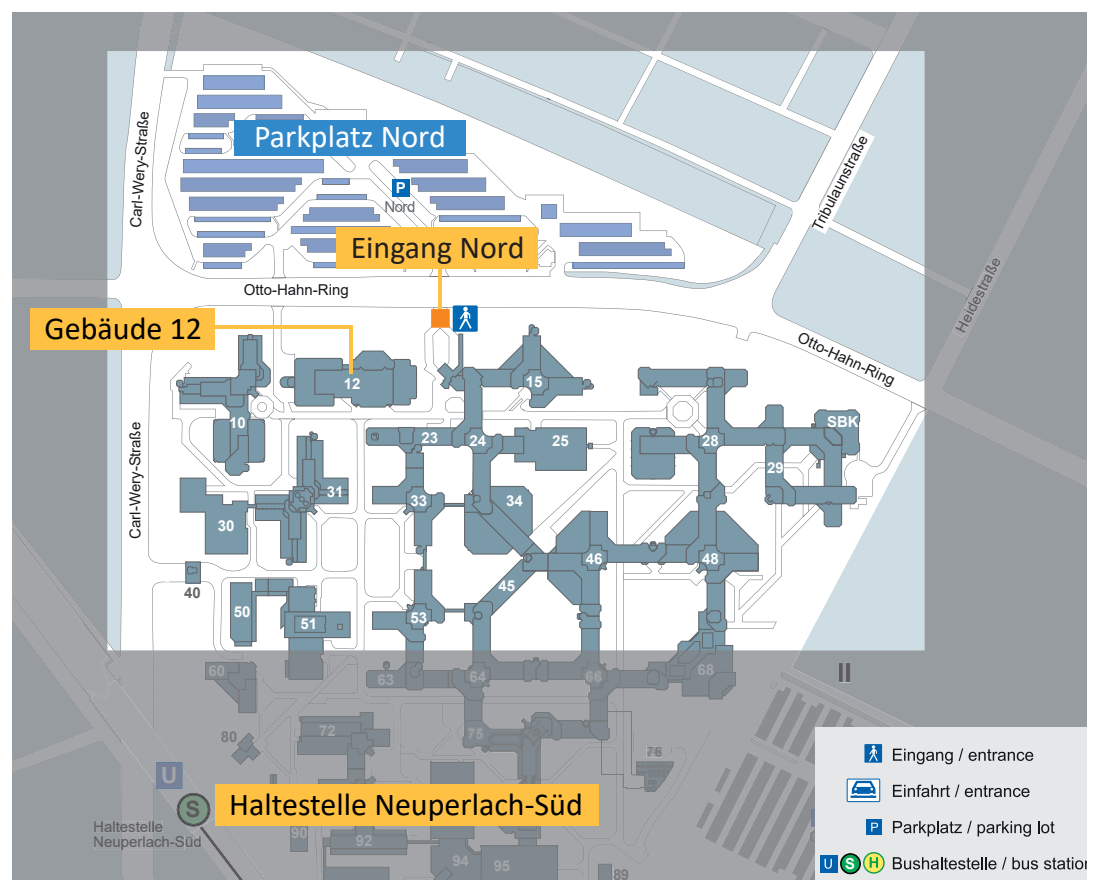 Carl-Wery-Straße
Parkplatz Nord
P
Nord
Tribulaunstraße
Eingang Nord
Otto-Hahn-Ring
Heidestraße
Gebäude 12
Otto-Hahn-Ring
12
15
10
SBK
23
24
25
28
29
Carl-Wery-Straße
31
33
34
30
46
48
45
40
50
51
53
60
63
64
66
68
II
72
75
80
76
U
Eingang / entrance
S
Haltestelle Neuperlach-Süd
Einfahrt / entrance
Haltestelle
Neuperlach-Süd
90
92
P
Parkplatz / parking lot
94
95
89
U S H Bushaltestelle / bus station